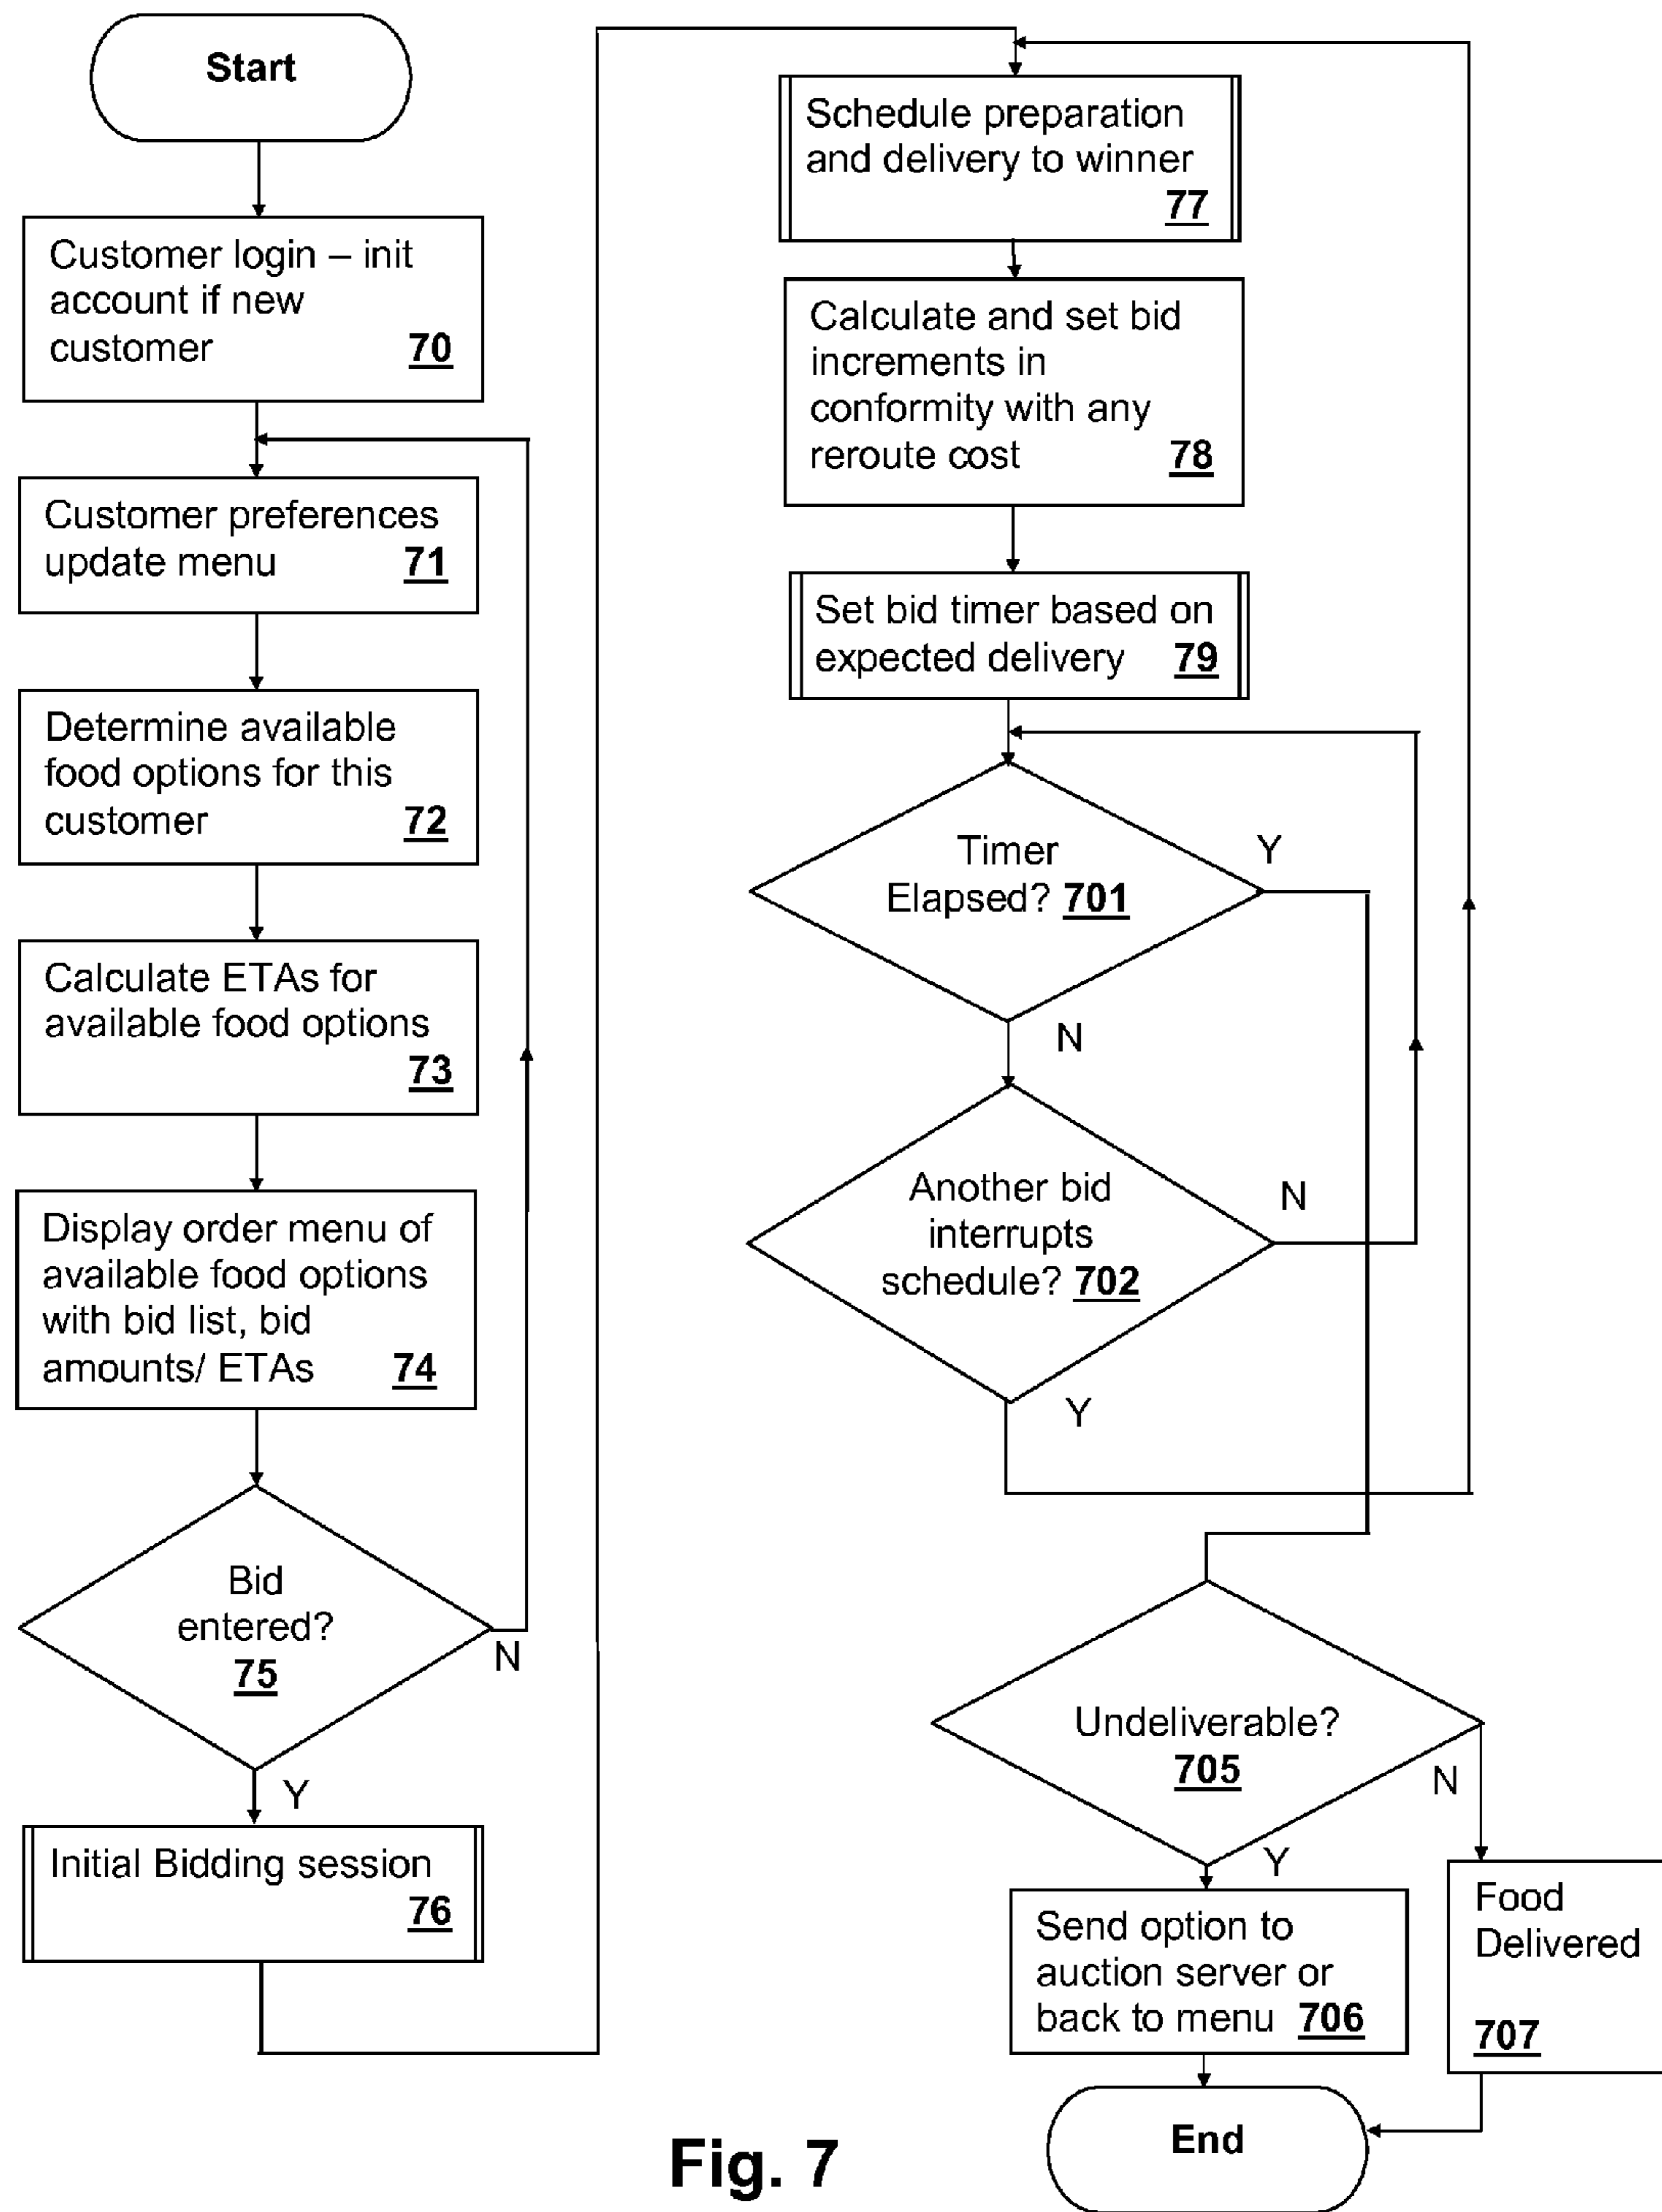 Start
Customer login – init
account if new
customer 70
Customer preferences
update menu 71
Determine available
food options for this
customer 72
Calculate ETAs for
available food options
73
Display order menu of
available food options
with bid list, bid
amounts/ ETAs 74
Bid
entered?
75
N
Y
Initial Bidding session
76
Schedule preparation
and delivery to winner
77
Calculate and set bid
increments in
conformity with any
reroute cost 78
Set bid timer based on
expected delivery 79
Timer
Elapsed? 701
Y
N
Another bid
interrupts
schedule? 702
N
Y
Undeliverable?
705
N
Y
Send option to
auction server or
back to menu 706
Food
Delivered
707
End
Fig. 7